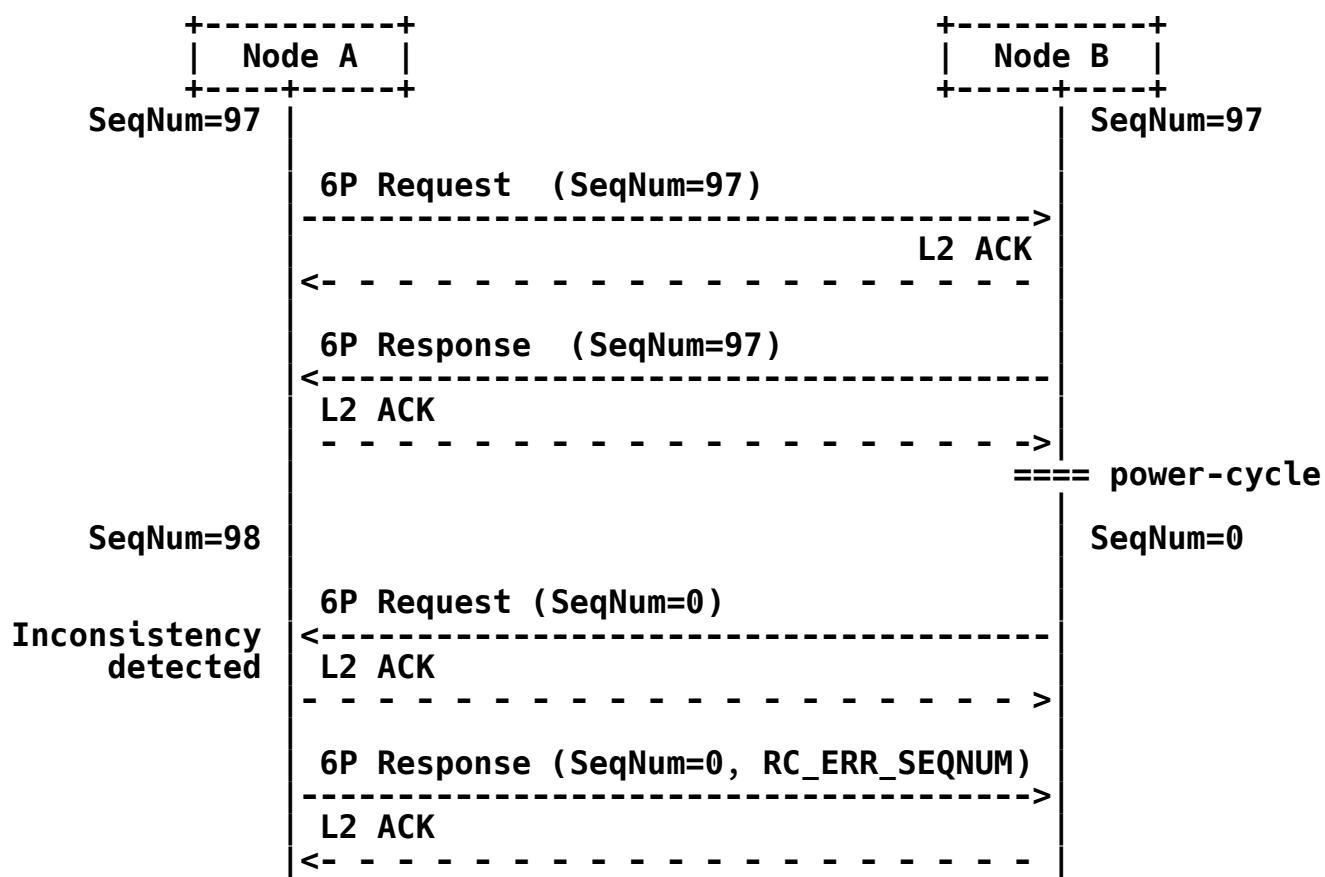 Node A Node B
SeqNum=97 SeqNum=97
6P Request (SeqNum=97)
L2 ACK
6P Response (SeqNum=97)
L2 ACK
==== power-cycle
SeqNum=98 SeqNum=0
6P Request (SeqNum=0)
Inconsistency
detected L2 ACK
6P Response (SeqNum=0, RC_ERR_SEQNUM)
L2 ACK